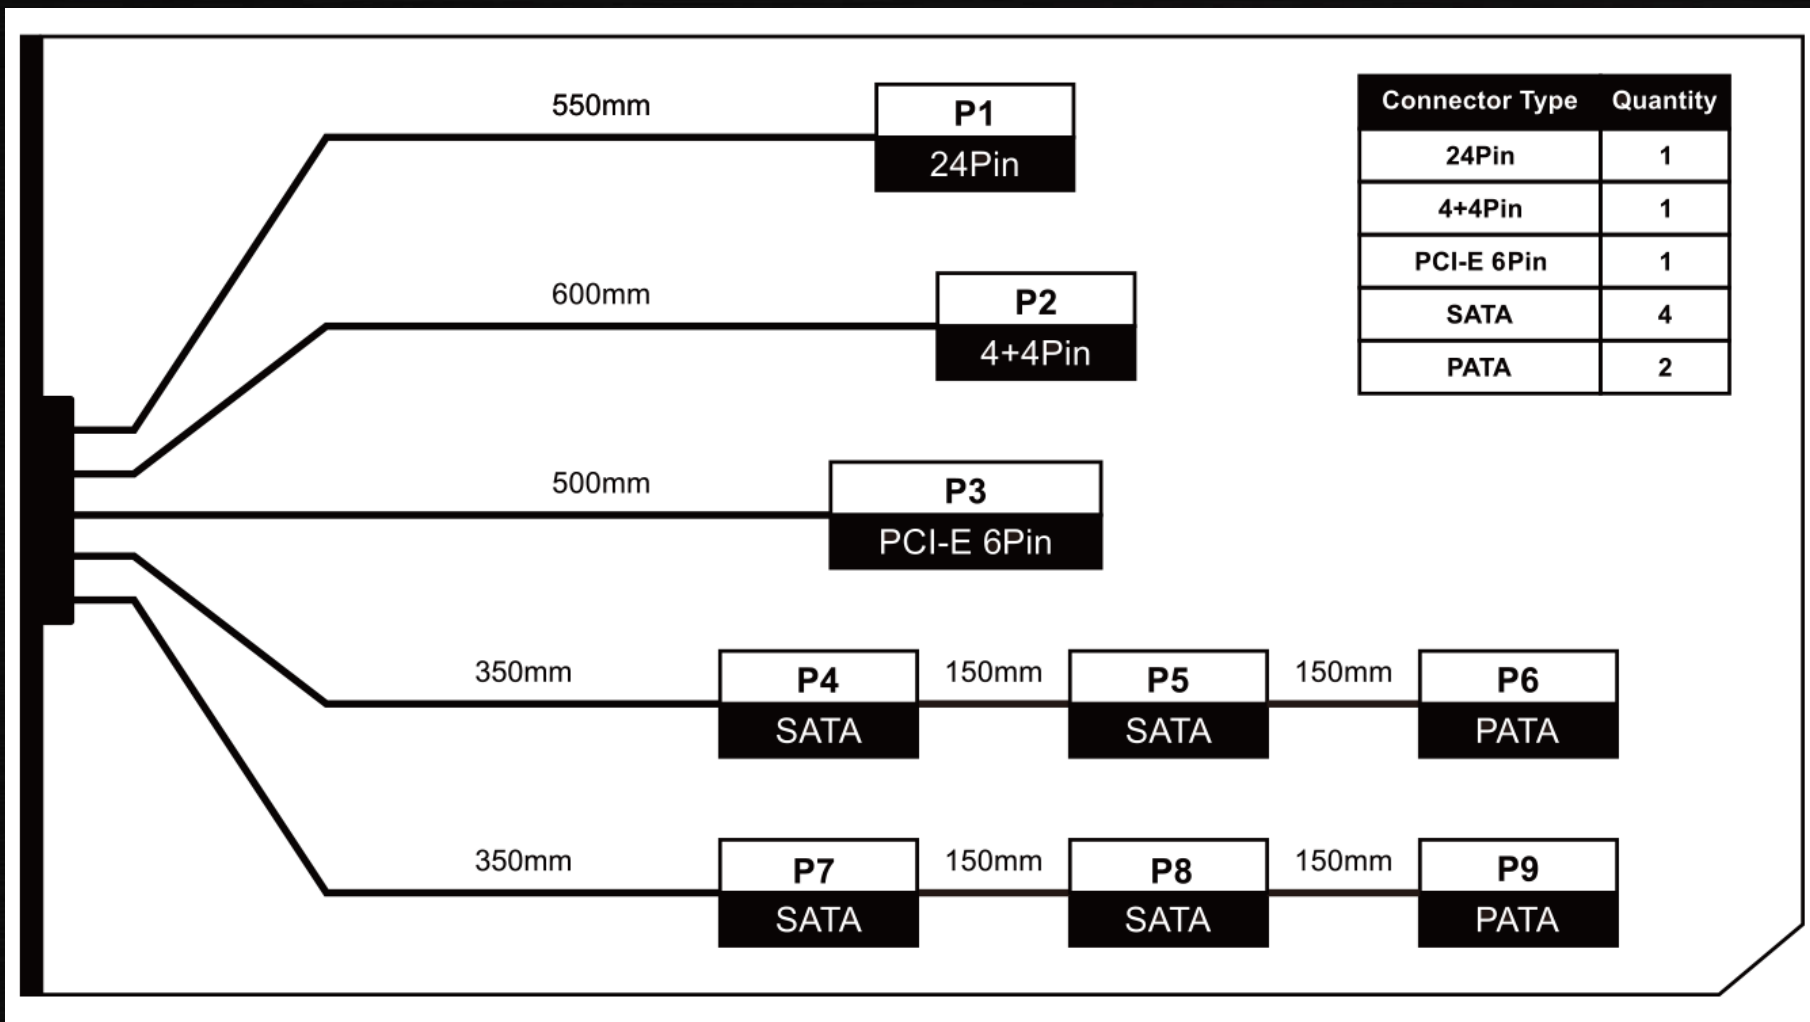 550mm
P1
24Pin
Connector Type Quantity
24Pin 1
4+4Pin 1
PCI-E 6Pin 1
SATA 4
PATA 2
600mm
P2
4+4Pin
500mm
P3
PCI-E 6Pin
350mm P4 150mm P5 150mm P6
SATA SATA PATA
350mm P7 150mm P8 150mm P9
SATA SATA PATA